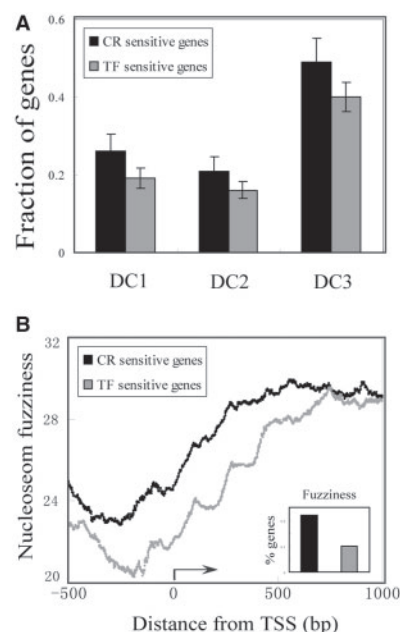 A
CR sensitive genes
TF sensitive genes
Fraction of genes
0.6
0.4
0.2
0
DC1 DC2 DC3
B
CR sensitive genes
TF sensitive genes
Nucleoseom fuzziness
32
28
24
20
Fuzziness
% genes
-500 0 500 1000
Distance from TSS (bp)